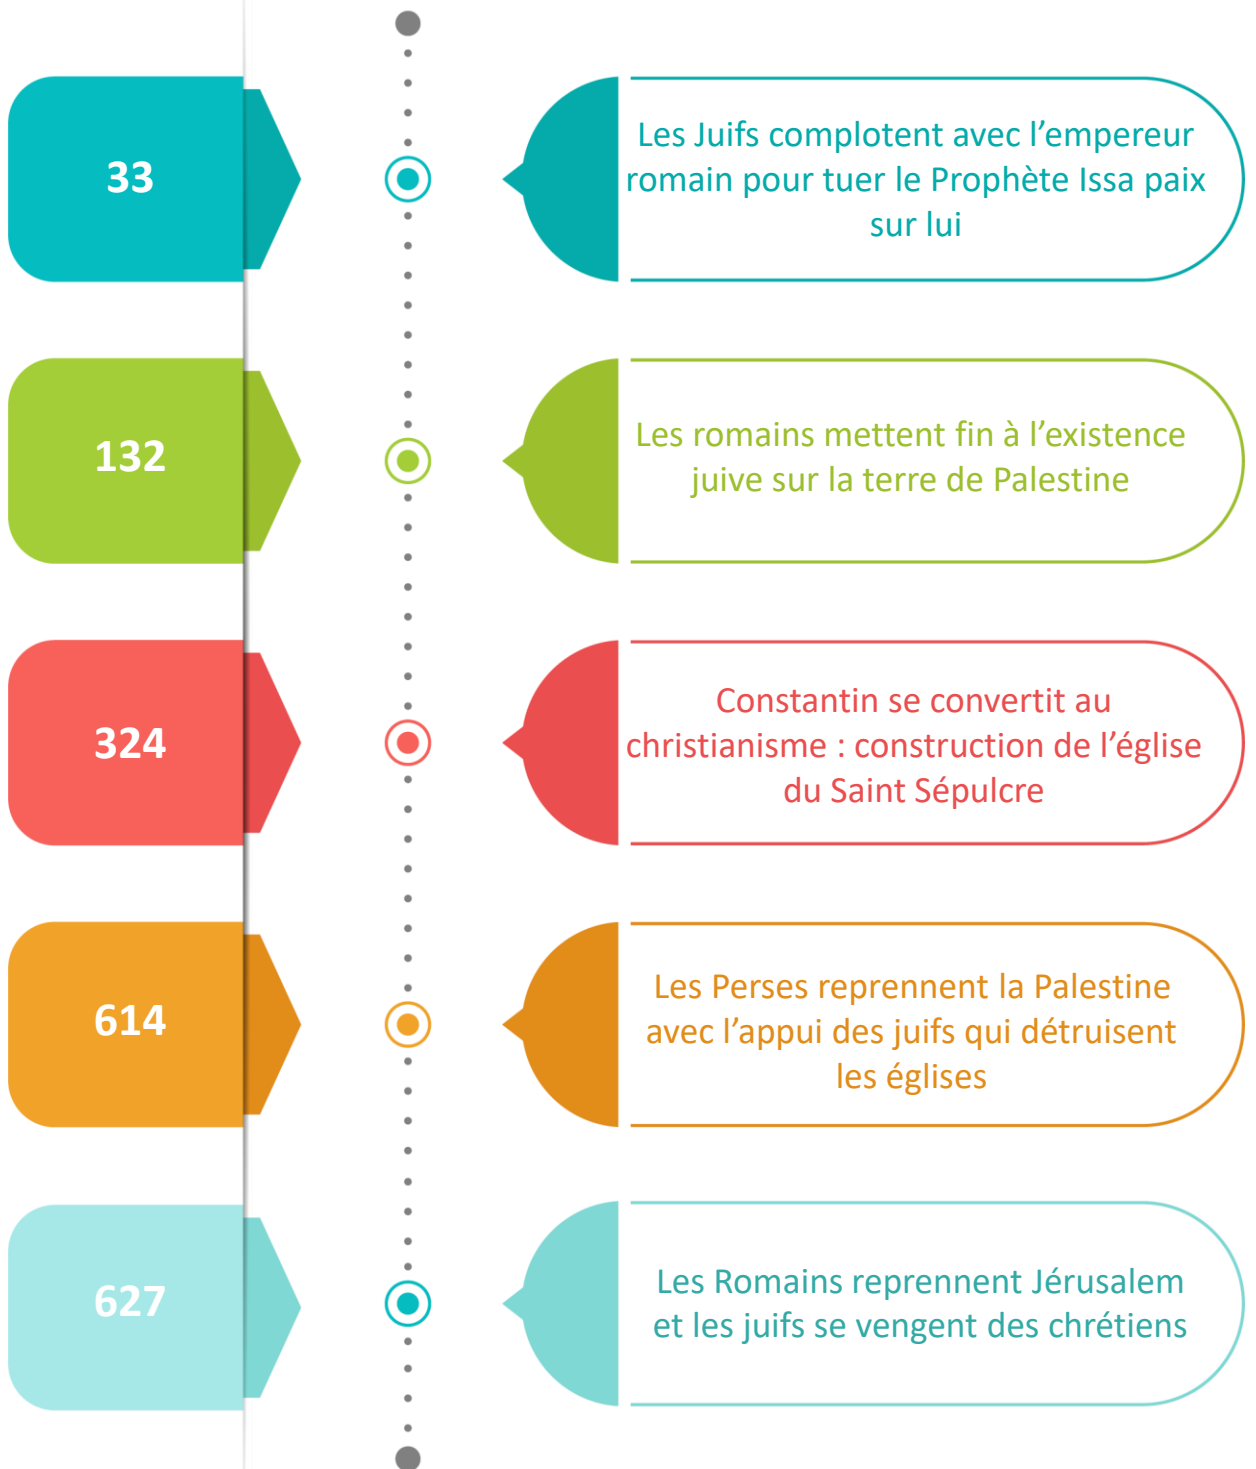 33
Les Juifs complotent avec l’empereur
romain pour tuer le Prophète Issa paix
sur lui
132
Les romains mettent fin à l’existence
juive sur la terre de Palestine
324
Constantin se convertit au
christianisme : construction de l’église
du Saint Sépulcre
614
Les Perses reprennent la Palestine
avec l’appui des juifs qui détruisent
les églises
627
Les Romains reprennent Jérusalem
et les juifs se vengent des chrétiens